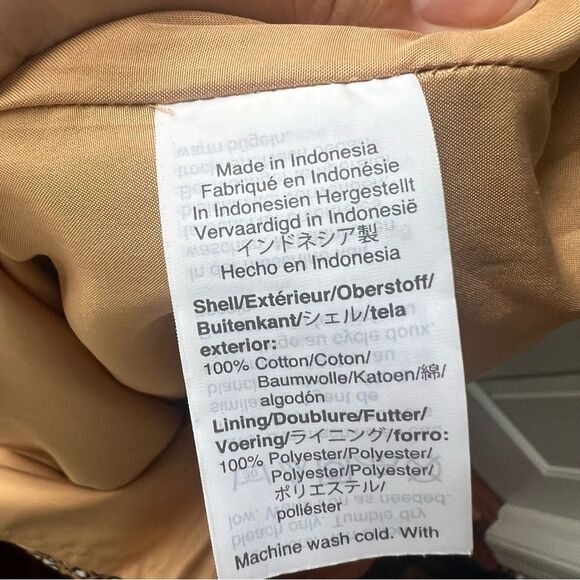 Made in Indonesia
Fabriqué en Indonésie
In Indonesien Hergestellt
Vervaardigd in Indonesië
インドネシア製
Hecho en Indonesia
Shell/Extérieur/Oberstoff/
Buitenkant/シェル/tela
exterior:
100% Cotton/Coton/
Baumwolle/Katoen/綿/
algodón
Lining/Doublure/Futter/
Voering/ライニング/forro:
100% Polyester/Polyester/
Polyester/Polyester/
ポリエステル/
poliéster
Machine wash cold. With